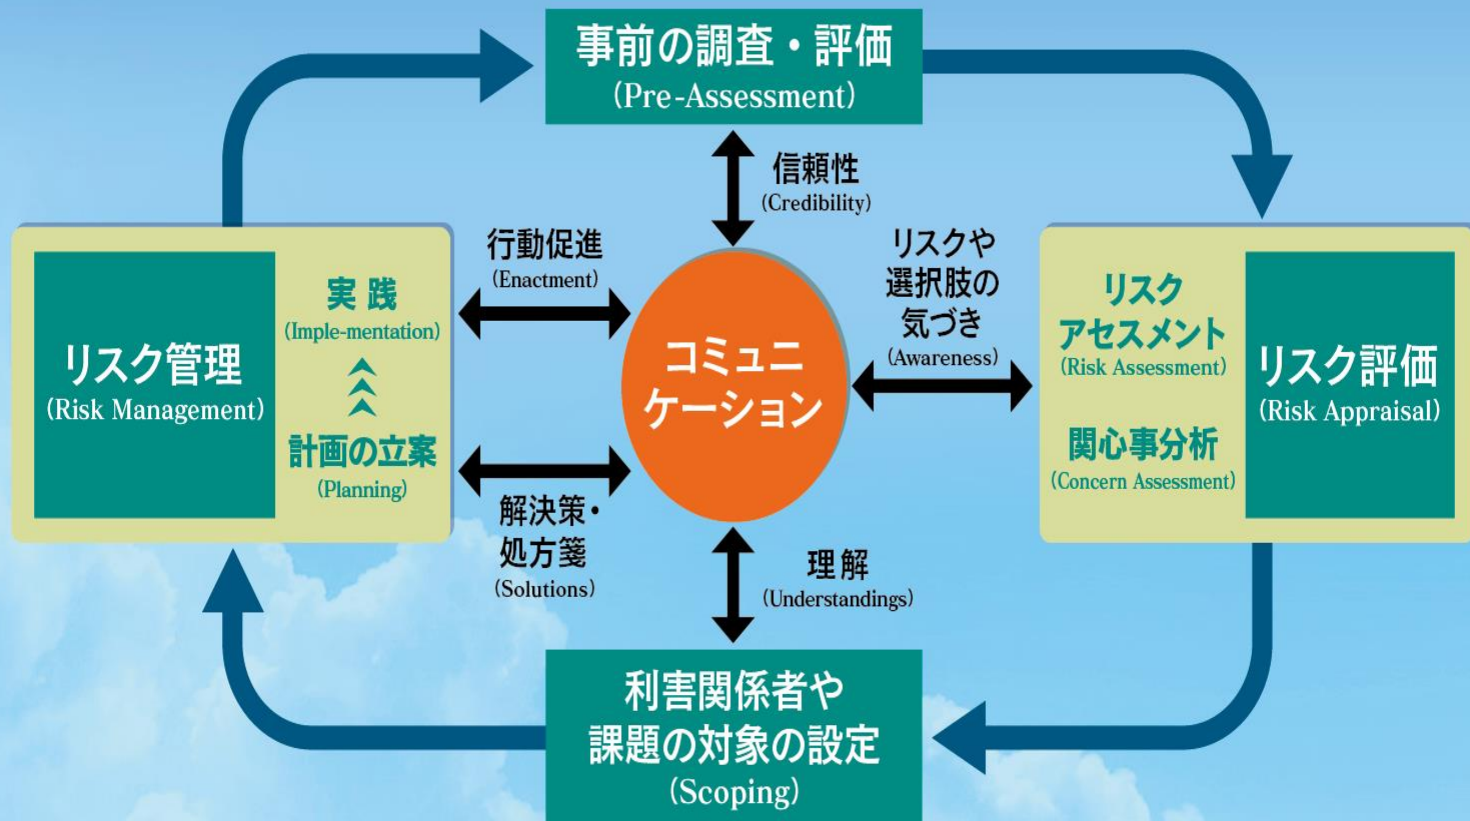 事前の調査・評価
(Pre-Assessment)
信頼性
(Credibility)
行動促進
(Enactment)
リスクや
選択肢の
気づき
(Awareness)
リスク管理
(Risk Management)
実践
(Imple-mentation)
計画の立案
(Planning)
コミュニ
ケーション
リスク
アセスメント
(Risk Assessment)
関心事分析
(Concern Assessment)
リスク評価
(Risk Appraisal)
解決策・
処方箋
(Solutions)
理解
(Understandings)
利害関係者や
課題の対象の設定
(Scoping)